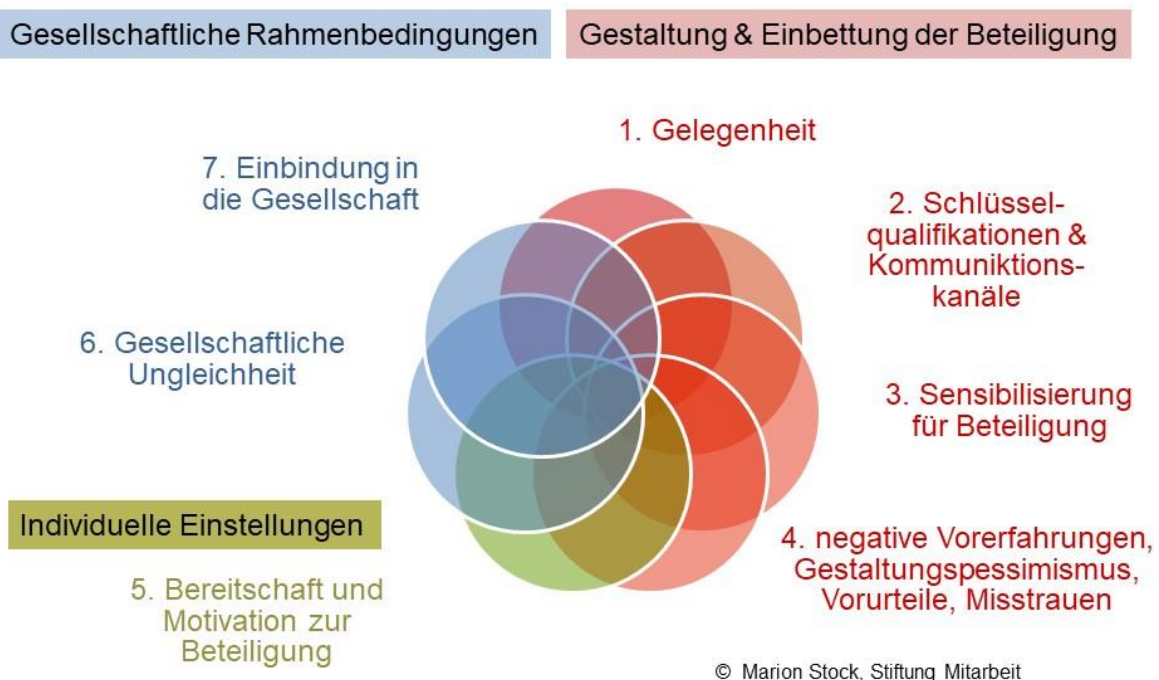 Gesellschaftliche Rahmenbedingungen
Gestaltung & Einbettung der Beteiligung
1. Gelegenheit
2. Schlüssel-
qualifikationen &
Kommuniktions-
kanäle
3. Sensibilisierung
für Beteiligung
4. negative Vorerfahrungen,
Gestaltungspessimismus,
Vorurteile, Misstrauen
Individuelle Einstellungen
5. Bereitschaft und
Motivation zur
Beteiligung
6. Gesellschaftliche
Ungleichheit
7. Einbindung in
die Gesellschaft
© Marion Stock, Stiftung Mitarbeit